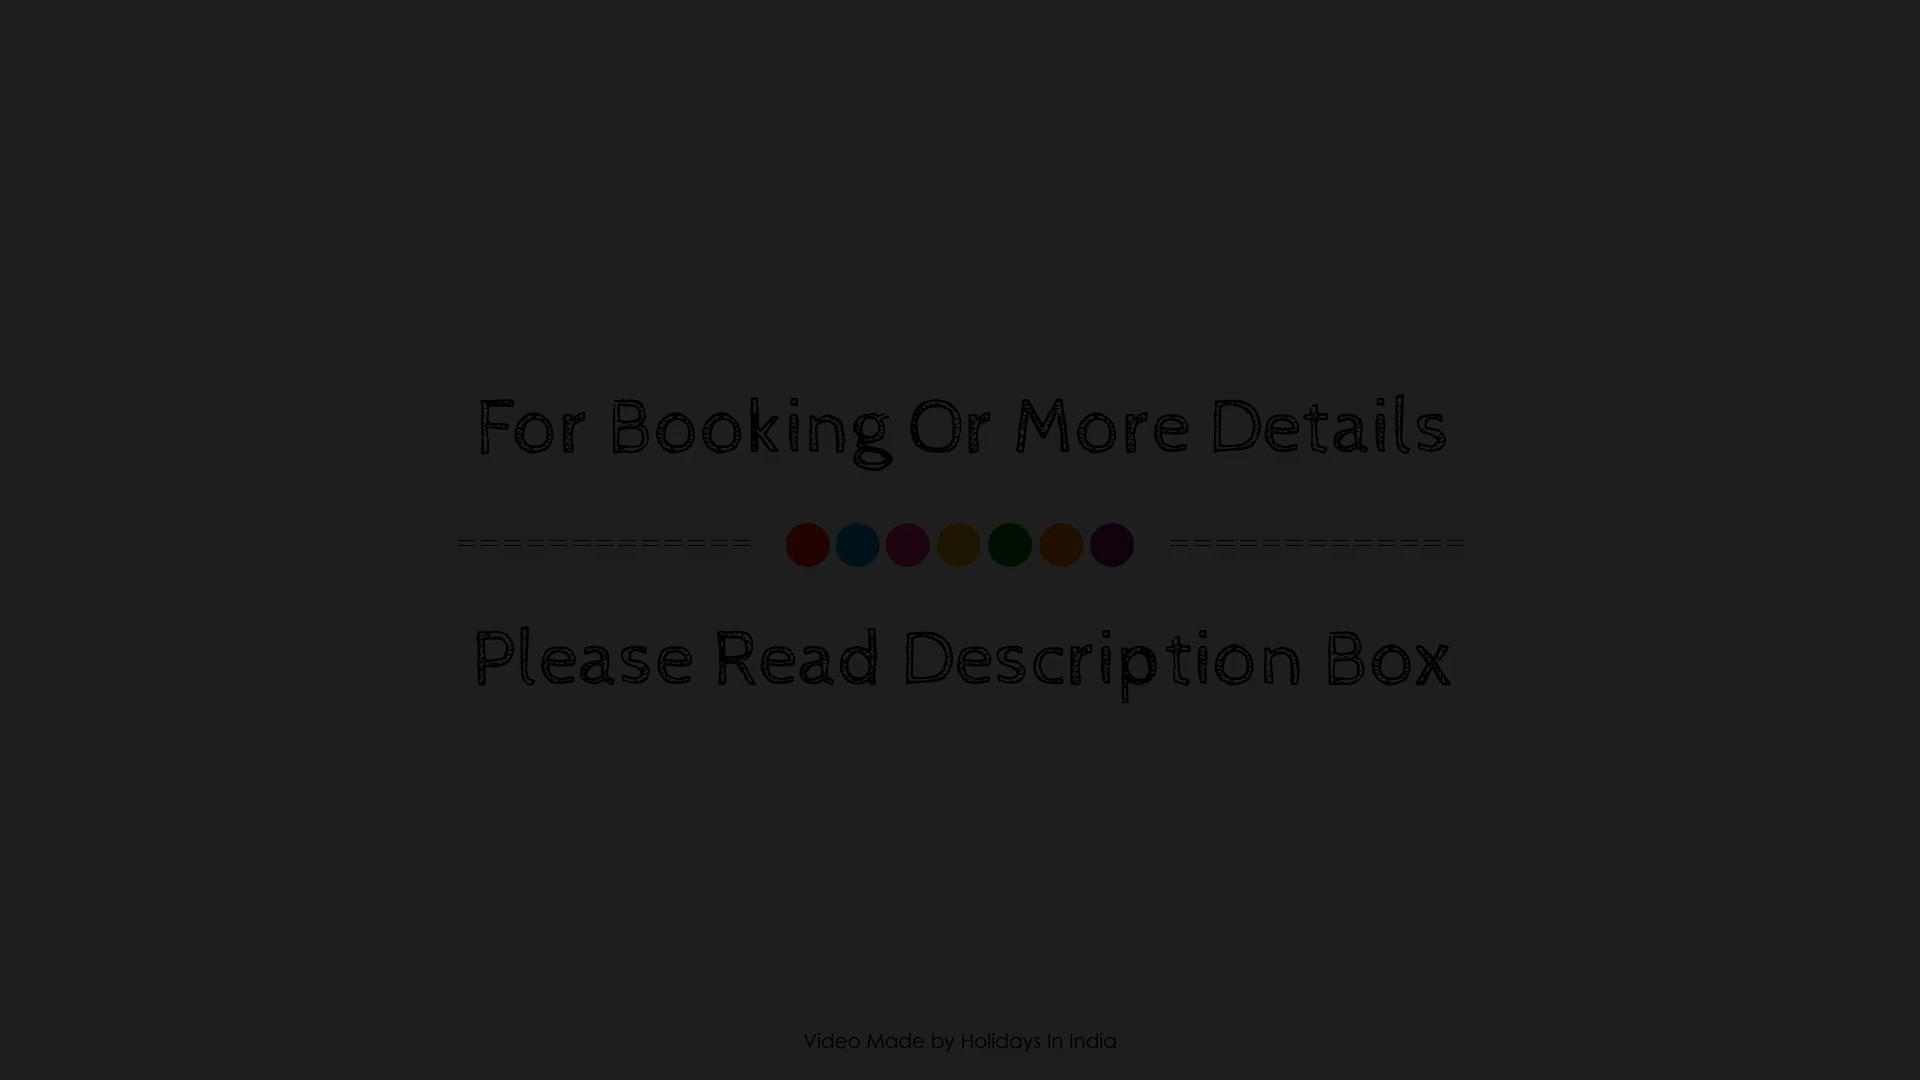 For Booking Or More Details
============= =============
Please Read Description Box
Video Made by Holidays In India